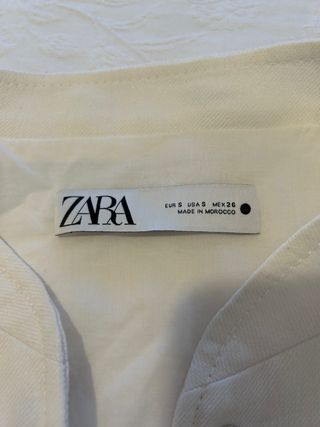 ZARA
EUR S USA S MEX 26
MADE IN MOROCCO